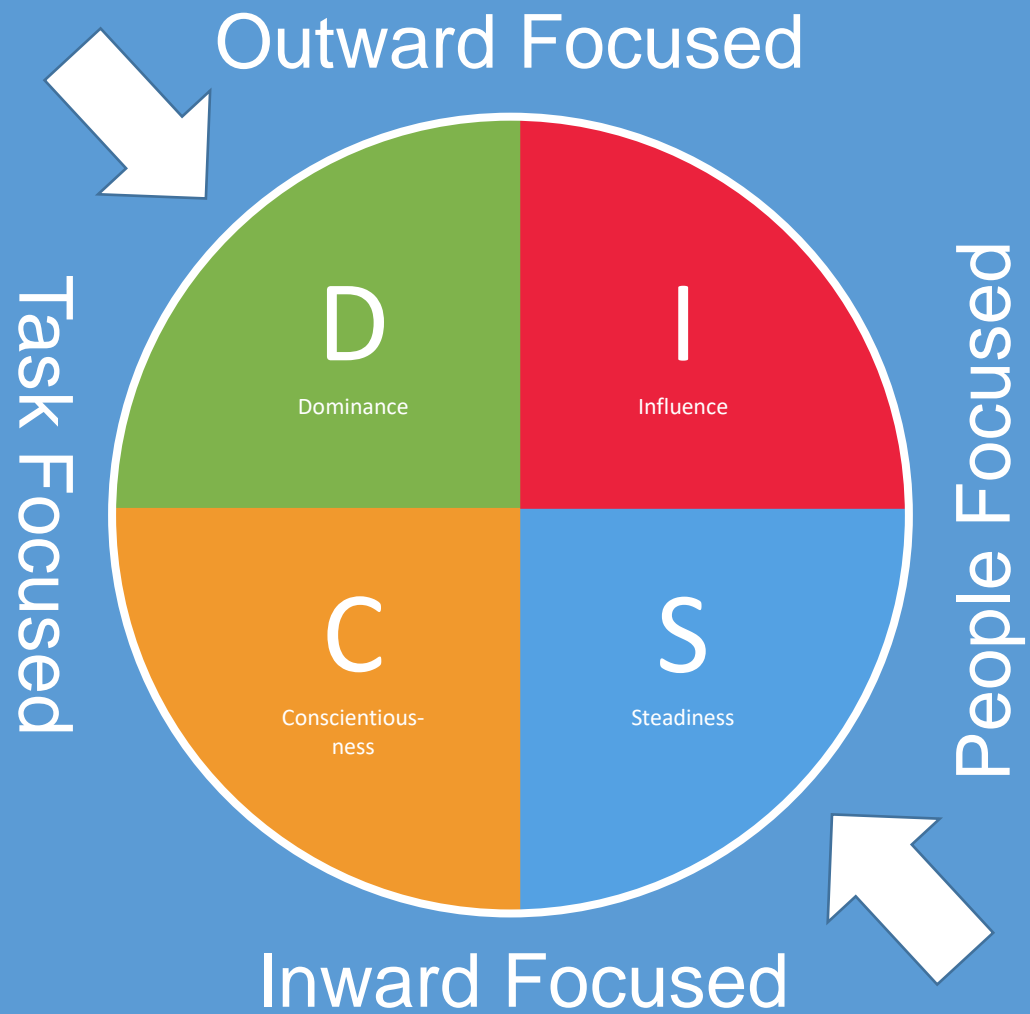 Outward Focused
Task Focused
D
Dominance
I
Influence
People Focused
C
Conscientious-
ness
S
Steadiness
Inward Focused